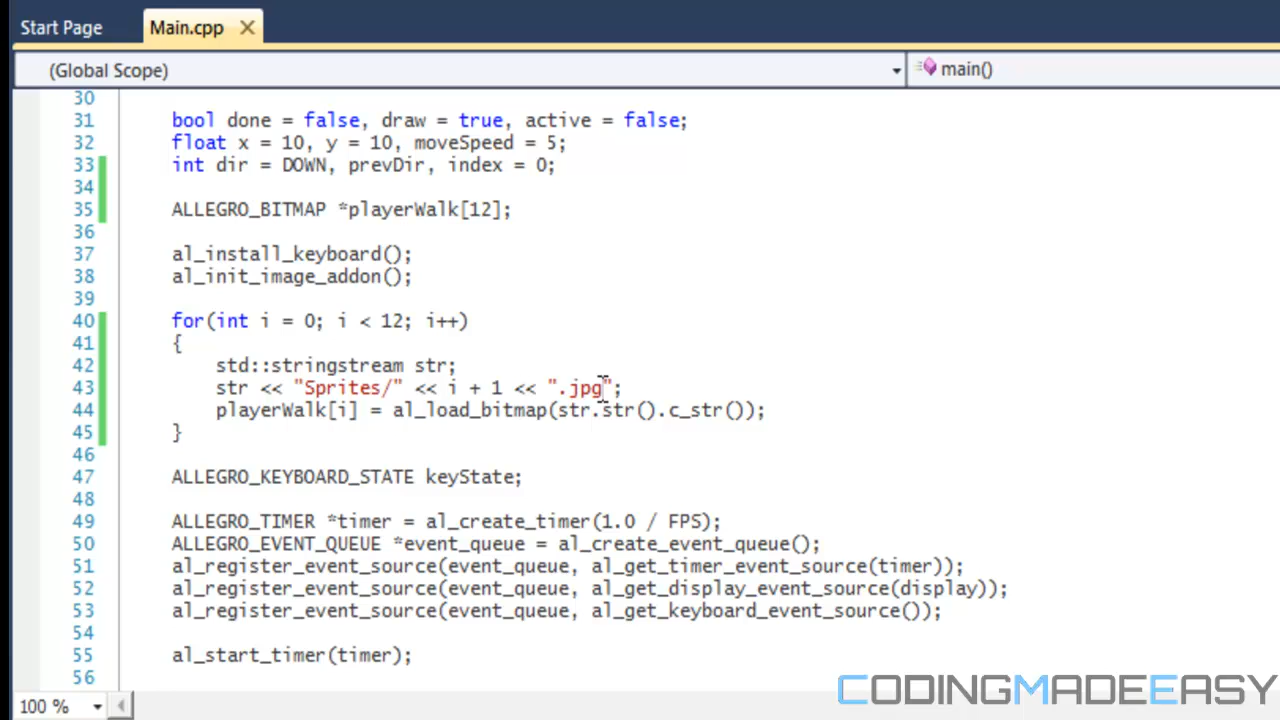 Start Page Main.cpp
(Global Scope) main()
30
31 bool done = false, draw = true, active = false;
32 float x = 10, y = 10, moveSpeed = 5;
33 int dir = DOWN, prevDir, index = 0;
34
35 ALLEGRO_BITMAP *playerWalk[12];
36
37 al_install_keyboard();
38 al_init_image_addon();
39
40 for(int i = 0; i < 12; i++)
41 {
42 std::stringstream str;
43 str << "Sprites/" << i + 1 << ".jpg";
44 playerWalk[i] = al_load_bitmap(str.str().c_str());
45 }
46
47 ALLEGRO_KEYBOARD_STATE keyState;
48
49 ALLEGRO_TIMER *timer = al_create_timer(1.0 / FPS);
50 ALLEGRO_EVENT_QUEUE *event_queue = al_create_event_queue();
51 al_register_event_source(event_queue, al_get_timer_event_source(timer));
52 al_register_event_source(event_queue, al_get_display_event_source(display));
53 al_register_event_source(event_queue, al_get_keyboard_event_source());
54
55 al_start_timer(timer);
56
100 %
CODINGMADEEASY